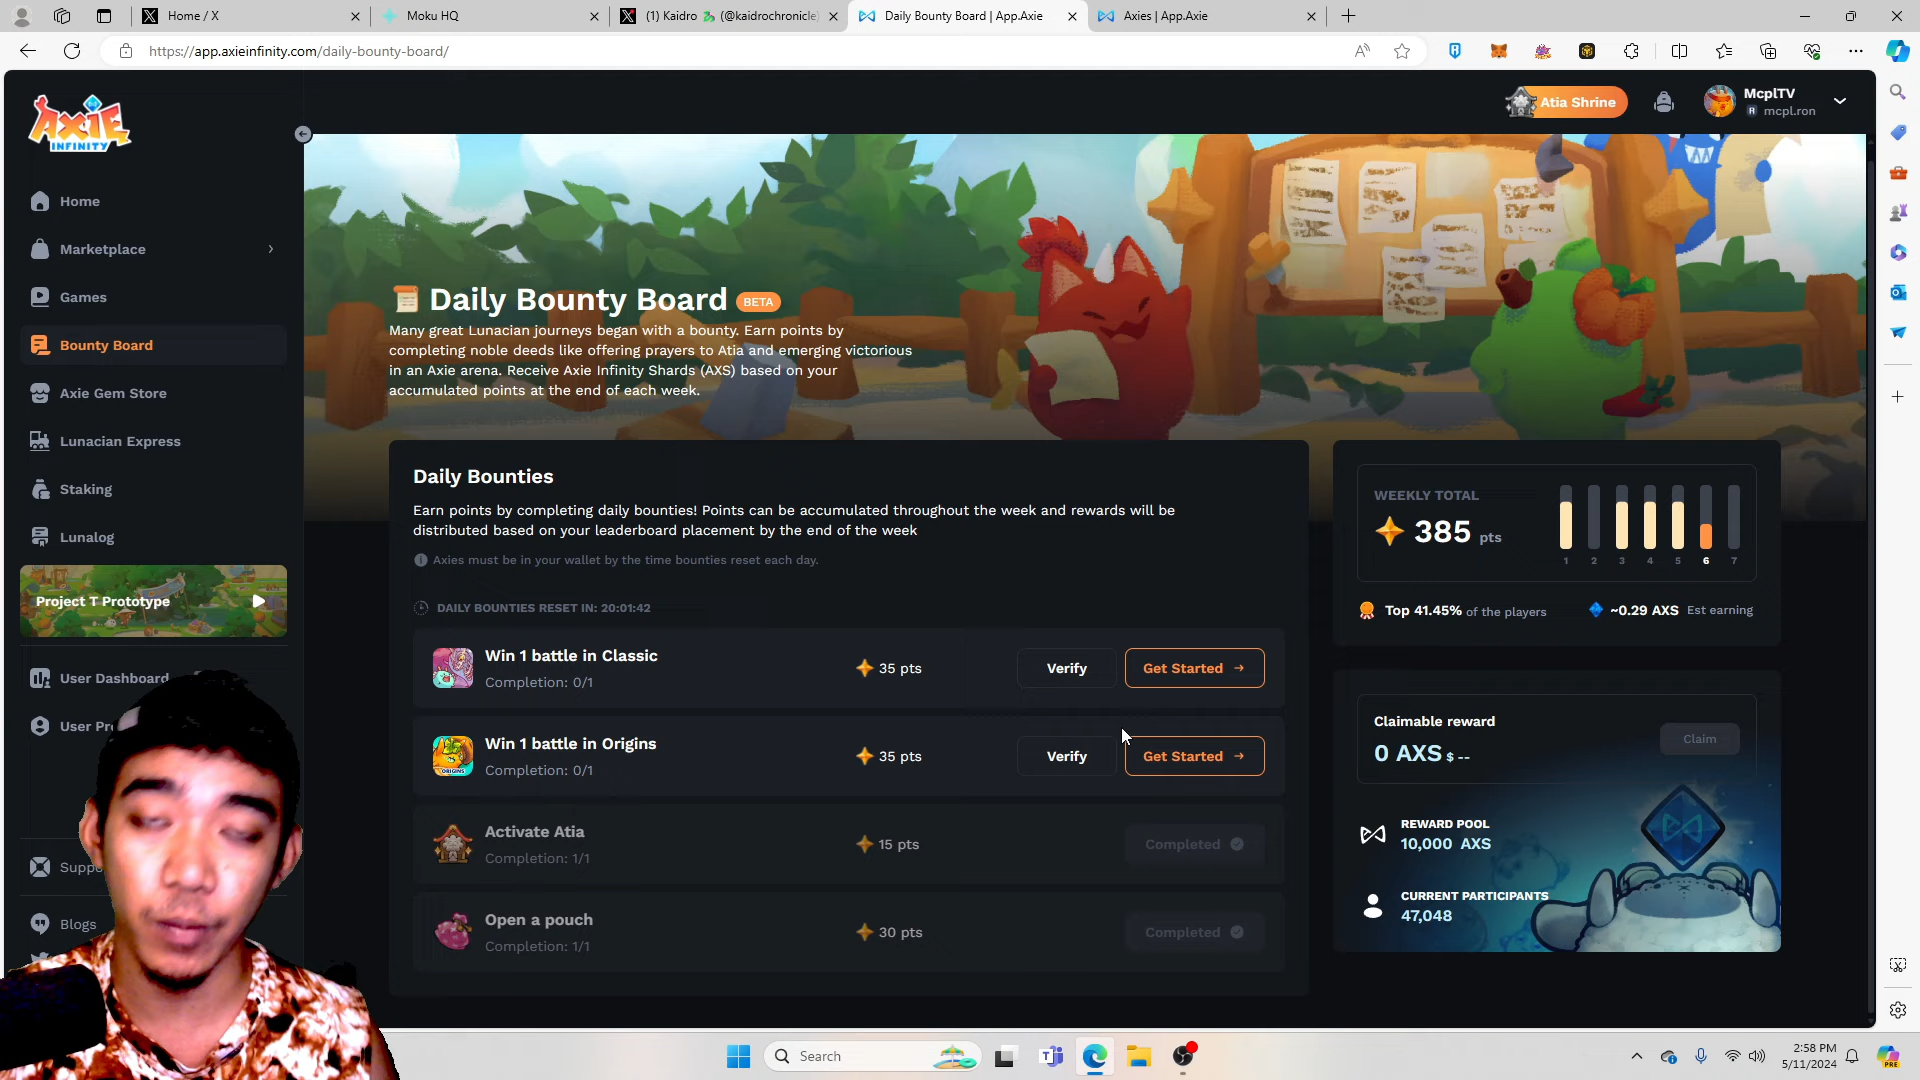 Home / X
Moku HQ
(1) Kaidro (@kaidrochronicle)
Daily Bounty Board | App.Axie
Axies | App.Axie
https://app.axieinfinity.com/daily-bounty-board/
AXIE
INFINITY
Atia Shrine
McplTV
mcpl.ron
Home
Marketplace
Games
Bounty Board
Axie Gem Store
Lunacian Express
Staking
Lunalog
Project T Prototype
User Dashboard
User Pr
Suppo
Blogs
Daily Bounty Board BETA
Many great Lunacian journeys began with a bounty. Earn points by
completing noble deeds like offering prayers to Atia and emerging victorious
in an Axie arena. Receive Axie Infinity Shards (AXS) based on your
accumulated points at the end of each week.
Daily Bounties
Earn points by completing daily bounties! Points can be accumulated throughout the week and rewards will be
distributed based on your leaderboard placement by the end of the week
Axies must be in your wallet by the time bounties reset each day.
DAILY BOUNTIES RESET IN: 20:01:42
Win 1 battle in Classic
Completion: 0/1
35 pts
Verify
Get Started →
ORIGINS
Win 1 battle in Origins
Completion: 0/1
35 pts
Verify
Get Started →
Activate Atia
Completion: 1/1
15 pts
Completed
Open a pouch
Completion: 1/1
30 pts
Completed
WEEKLY TOTAL
385 pts
1 2 3 4 5 6 7
Top 41.45% of the players
~0.29 AXS Est earning
Claimable reward
0 AXS $ --
Claim
REWARD POOL
10,000 AXS
CURRENT PARTICIPANTS
47,048
Search
2:58 PM
5/11/2024
PRE